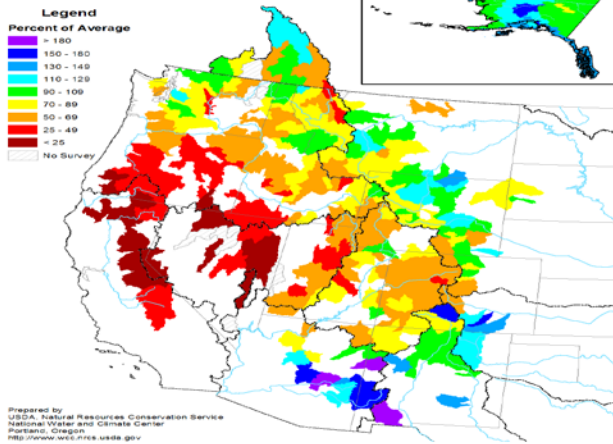 Legend
Percent of Average
> 180
150 - 180
130 - 149
110 - 129
90 - 109
70 - 89
50 - 69
25 - 49
< 25
No Survey
Prepared by
USDA, Natural Resources Conservation Service
National Water and Climate Center
Portland, Oregon
http://www.wcc.nrcs.usda.gov